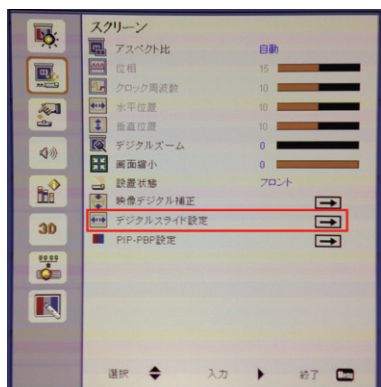 スクリーン
アスペクト比 自動
位相 15
クロック周波数 10
水平位置 10
垂直位置 10
デジタルズーム 0
画面縮小 0
設置状態 フロント
映像デジタル補正
デジタルスライド設定
PIP-PBP設定
3D
選択 入力 終了 Menu